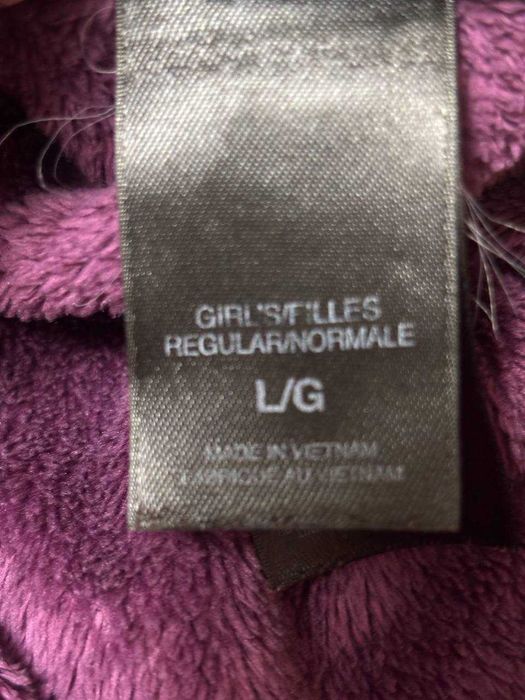 GIRL'S/FILLES
REGULAR/NORMALE
L/G
MADE IN VIETNAM
FABRIQUÉ AU VIETNAM